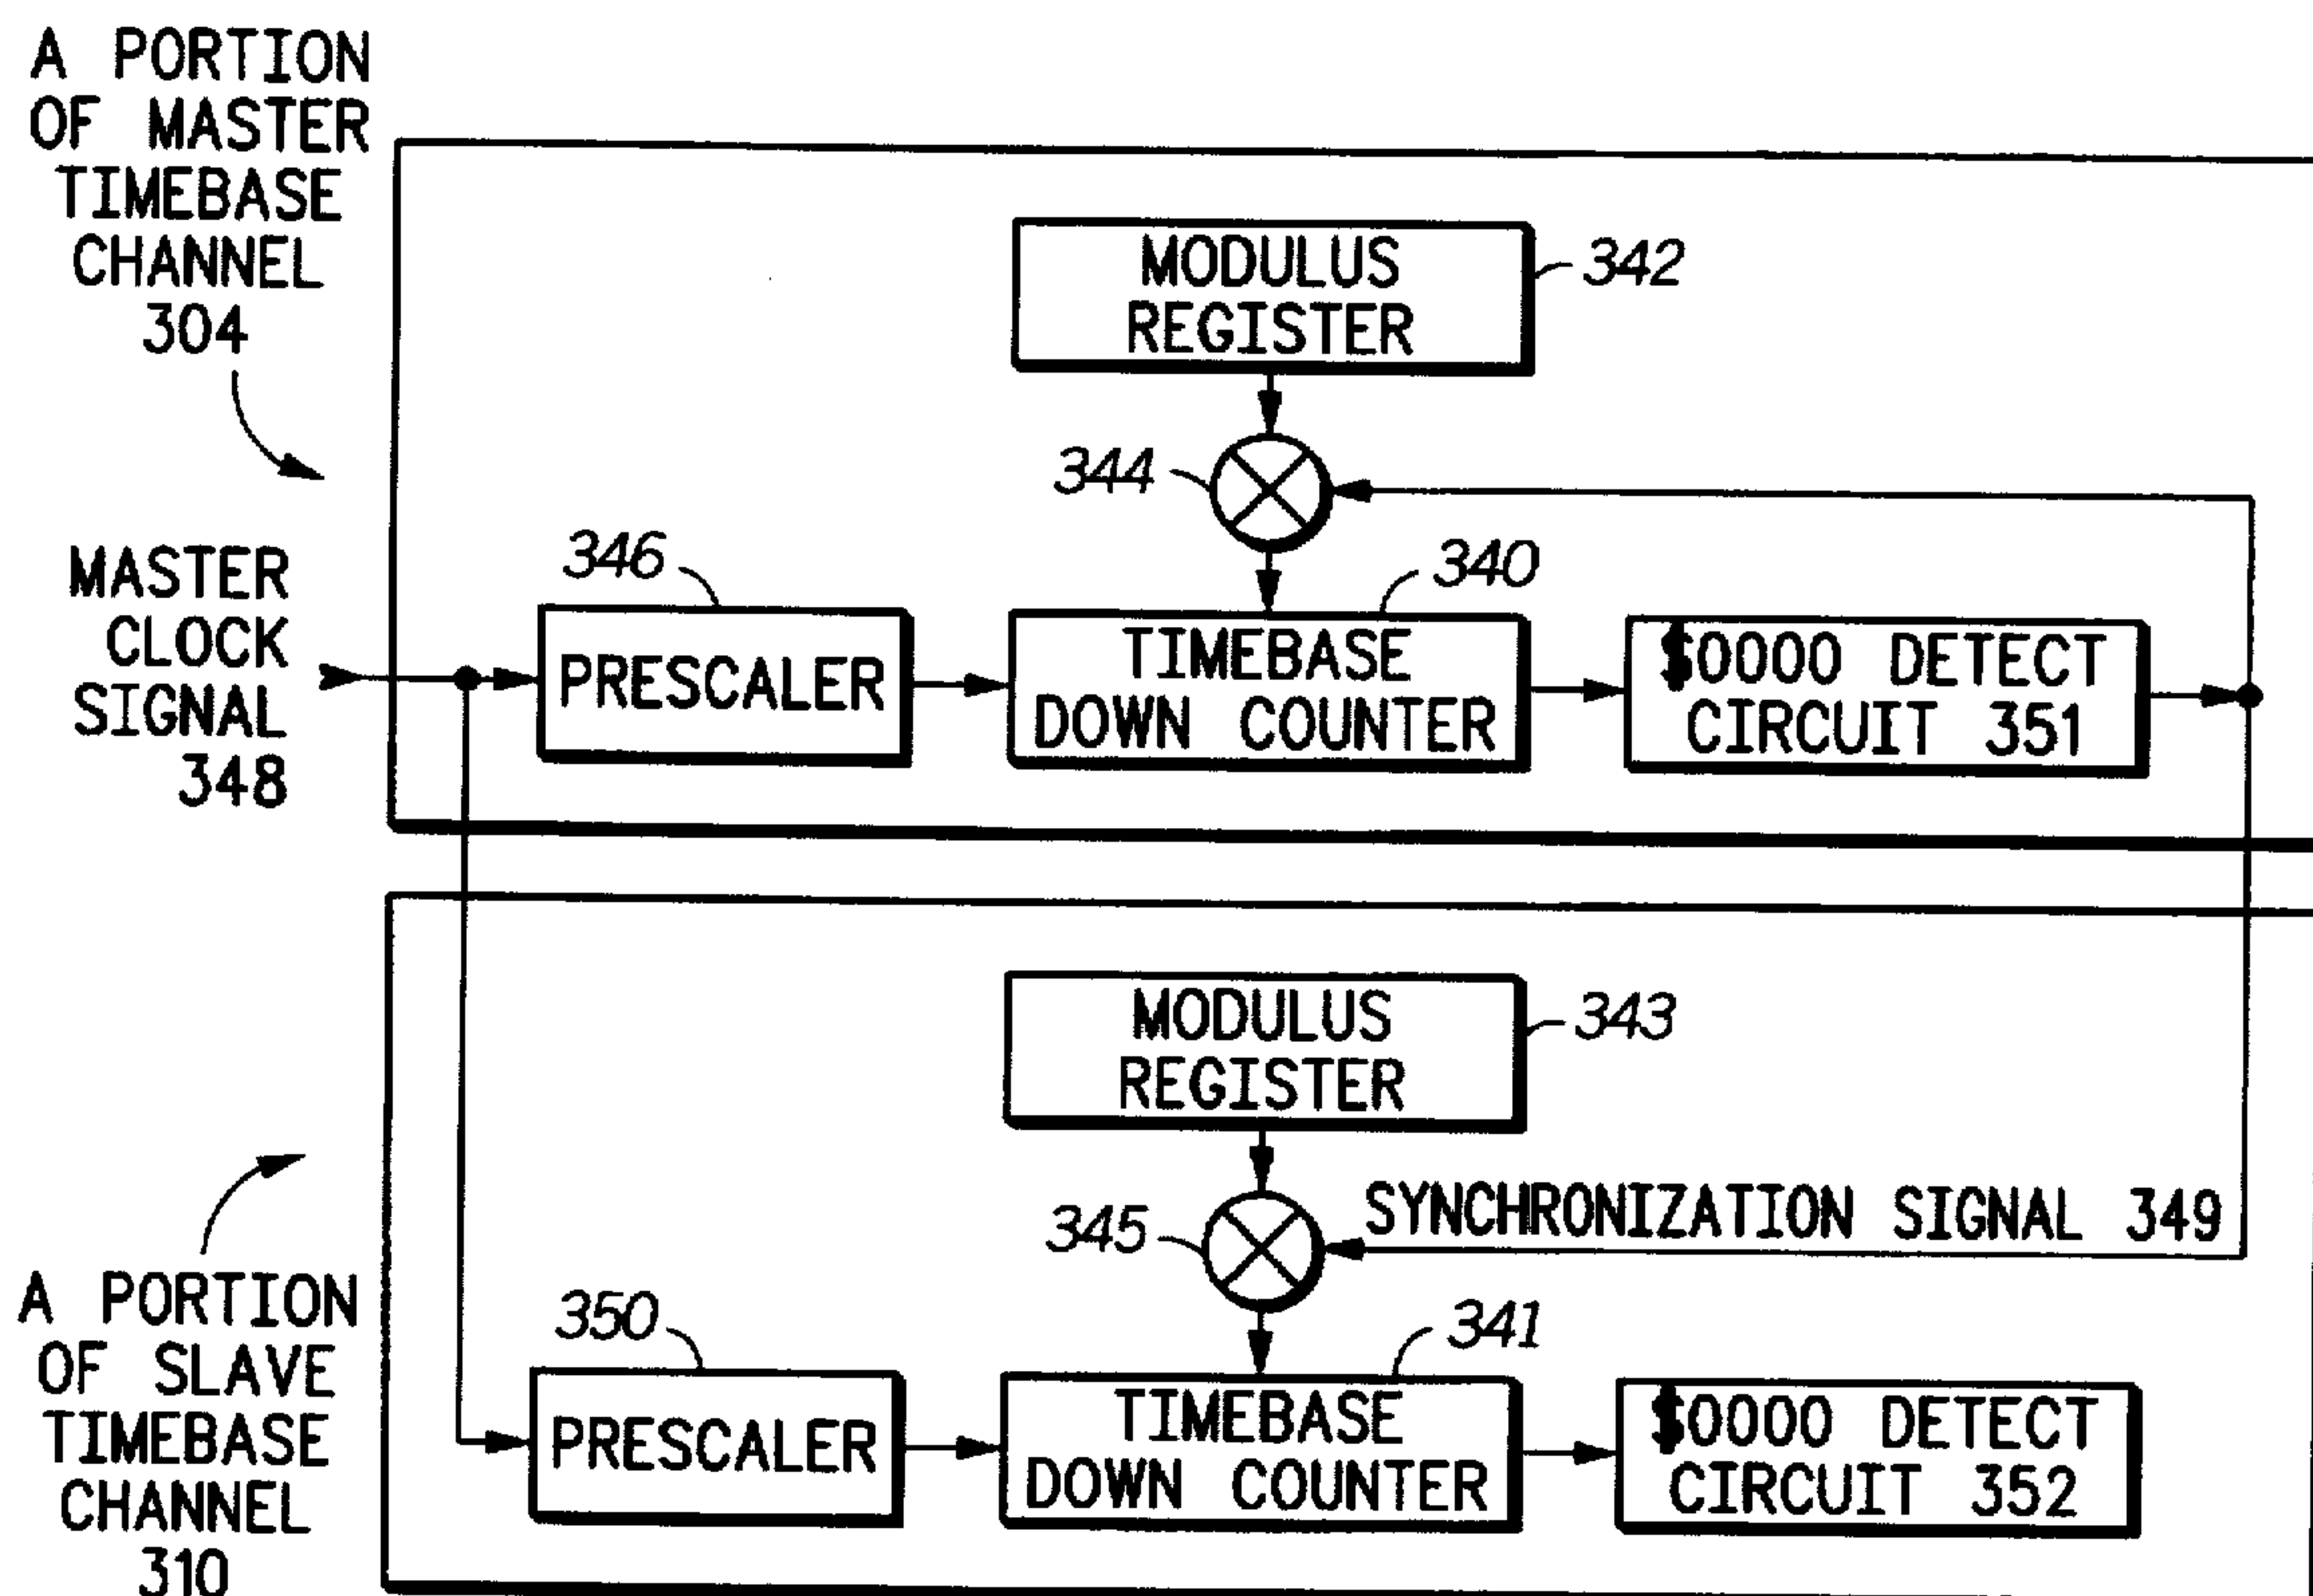 A PORTION
OF MASTER
TIMEBASE
CHANNEL
304
MODULUS
REGISTER
342
344
346
340
MASTER
CLOCK
SIGNAL
348
PRESCALER
TIMEBASE
DOWN COUNTER
$0000 DETECT
CIRCUIT 351
MODULUS
REGISTER
343
345
SYNCHRONIZATION SIGNAL 349
A PORTION
OF SLAVE
TIMEBASE
CHANNEL
310
350
341
PRESCALER
TIMEBASE
DOWN COUNTER
$0000 DETECT
CIRCUIT 352